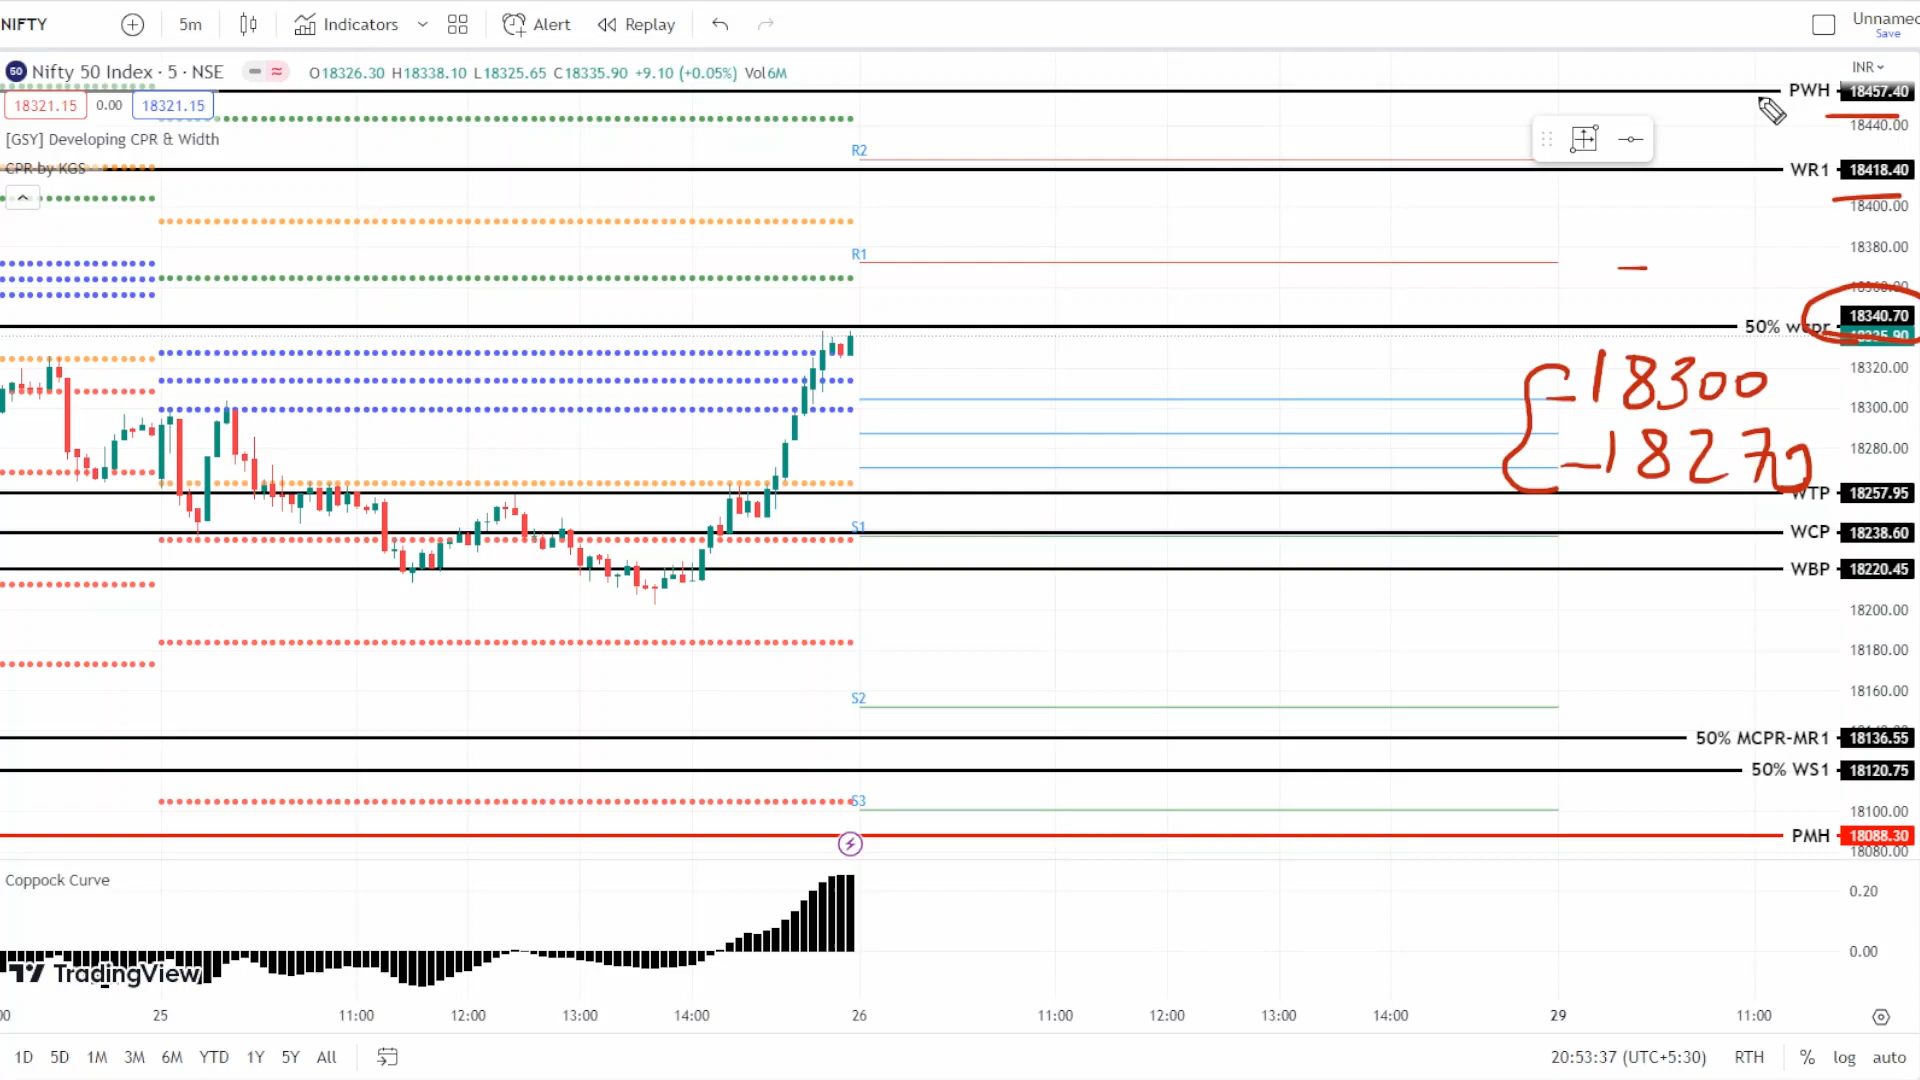 NIFTY 5m Indicators Alert Replay Unnamed
Save
50 Nifty 50 Index · 5 · NSE O18326.30 H18338.10 L18325.65 C18335.90 +9.10 (+0.05%) Vol6M
INR
18321.15 0.00 18321.15
[GSY] Developing CPR & Width
CPR by KGS
PWH 18457.40
18440.00
R2
WR1 18418.40
18400.00
18380.00
R1
18360.00
18340.70
50% wcpr 18335.90
18320.00
18300
18300.00
18270
18280.00
WTP 18257.95
S1
WCP 18238.60
WBP 18220.45
18200.00
18180.00
S2
18160.00
50% MCPR-MR1 18136.55
50% WS1 18120.75
S3
18100.00
PMH 18088.30
18080.00
Coppock Curve
0.20
0.00
TradingView
00 25 11:00 12:00 13:00 14:00 26 11:00 12:00 13:00 14:00 29 11:00
1D 5D 1M 3M 6M YTD 1Y 5Y All 20:53:37 (UTC+5:30) RTH % log auto